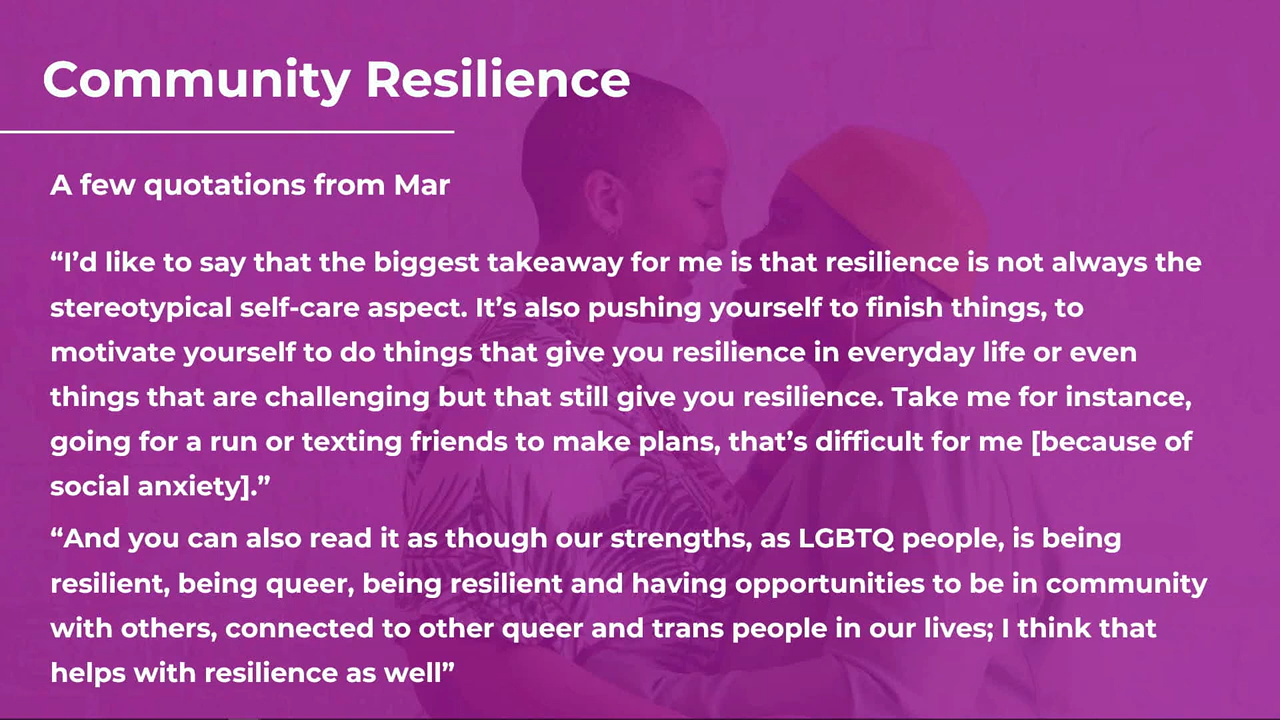 Community Resilience
A few quotations from Mar
“I’d like to say that the biggest takeaway for me is that resilience is not always the
stereotypical self-care aspect. It’s also pushing yourself to finish things, to
motivate yourself to do things that give you resilience in everyday life or even
things that are challenging but that still give you resilience. Take me for instance,
going for a run or texting friends to make plans, that’s difficult for me [because of
social anxiety].”
“And you can also read it as though our strengths, as LGBTQ people, is being
resilient, being queer, being resilient and having opportunities to be in community
with others, connected to other queer and trans people in our lives; I think that
helps with resilience as well”